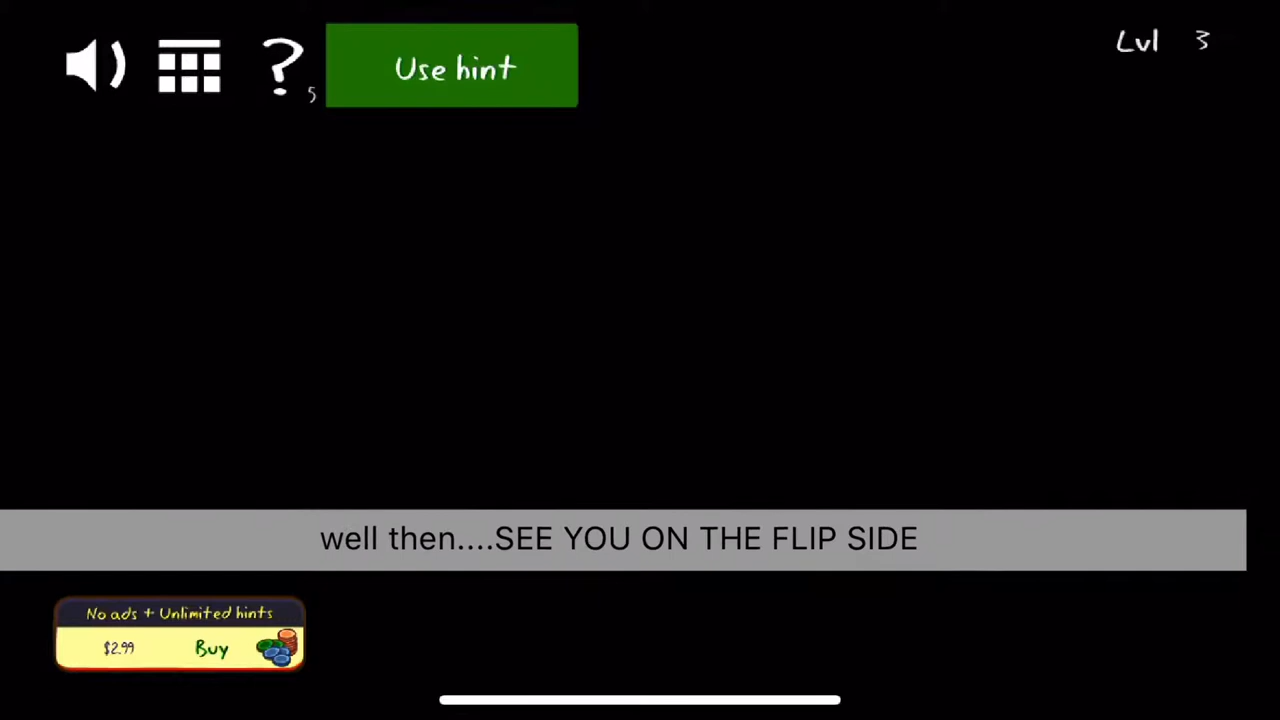 Lvl 3
5
Use hint
well then....SEE YOU ON THE FLIP SIDE
No ads + Unlimited hints
$2.99 Buy